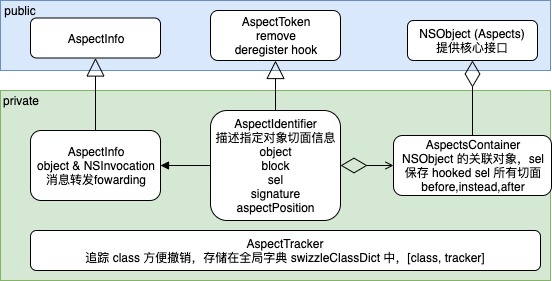 public
AspectInfo
AspectToken
remove
deregister hook
NSObject (Aspects)
提供核心接口
private
AspectInfo
object & NSInvocation
消息转发fowarding
AspectIdentifier
描述指定对象切面信息
object
block
sel
signature
aspectPosition
AspectsContainer
NSObject 的关联对象，sel
保存 hooked sel 所有切面
before,instead,after
AspectTracker
追踪 class 方便撤销，存储在全局字典 swizzleClassDict 中，[class, tracker]